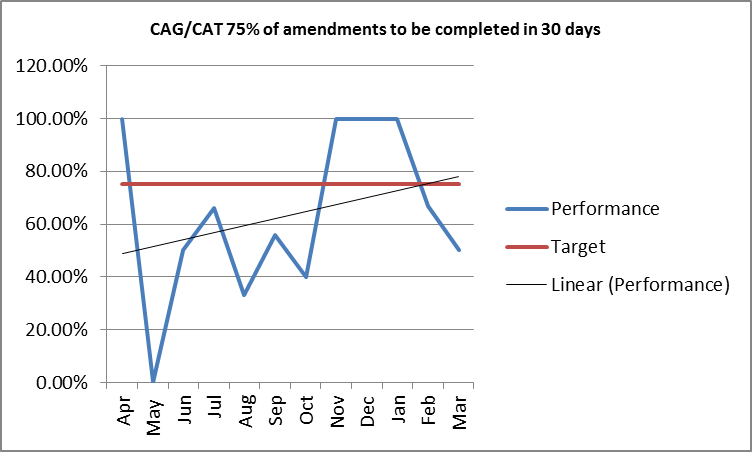 CAG/CAT 75% of amendments to be completed in 30 days
120.00%
100.00%
80.00%
60.00%
40.00%
20.00%
0.00%
Apr
May
Jun
Jul
Aug
Sep
Oct
Nov
Dec
Jan
Feb
Mar
Performance
Target
Linear (Performance)